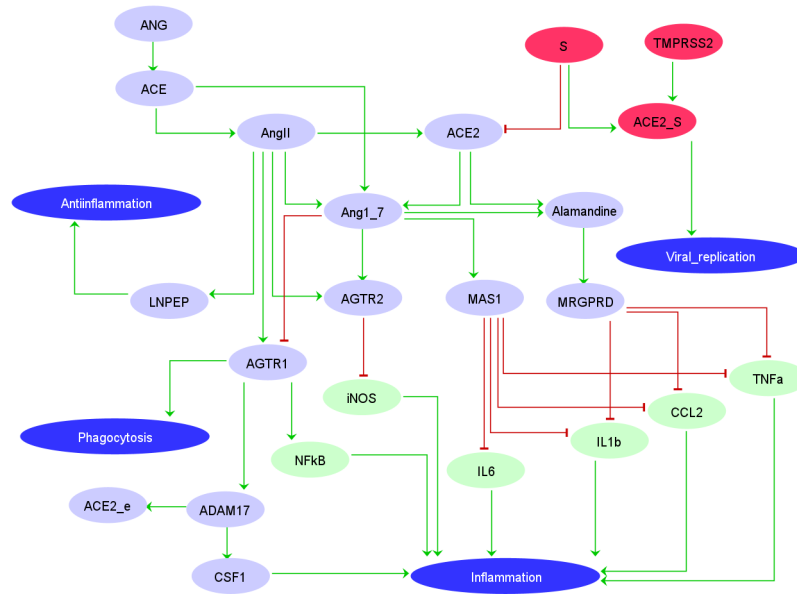 ANG
S
TMPRSS2
ACE
ACE2_S
AngII
ACE2
Antiinflammation
Ang1_7
Alamandine
Viral_replication
LNPEP
AGTR2
MAS1
MRGPRD
AGTR1
TNFa
iNOS
CCL2
Phagocytosis
IL1b
NFkB
IL6
ACE2_e
ADAM17
CSF1
Inflammation